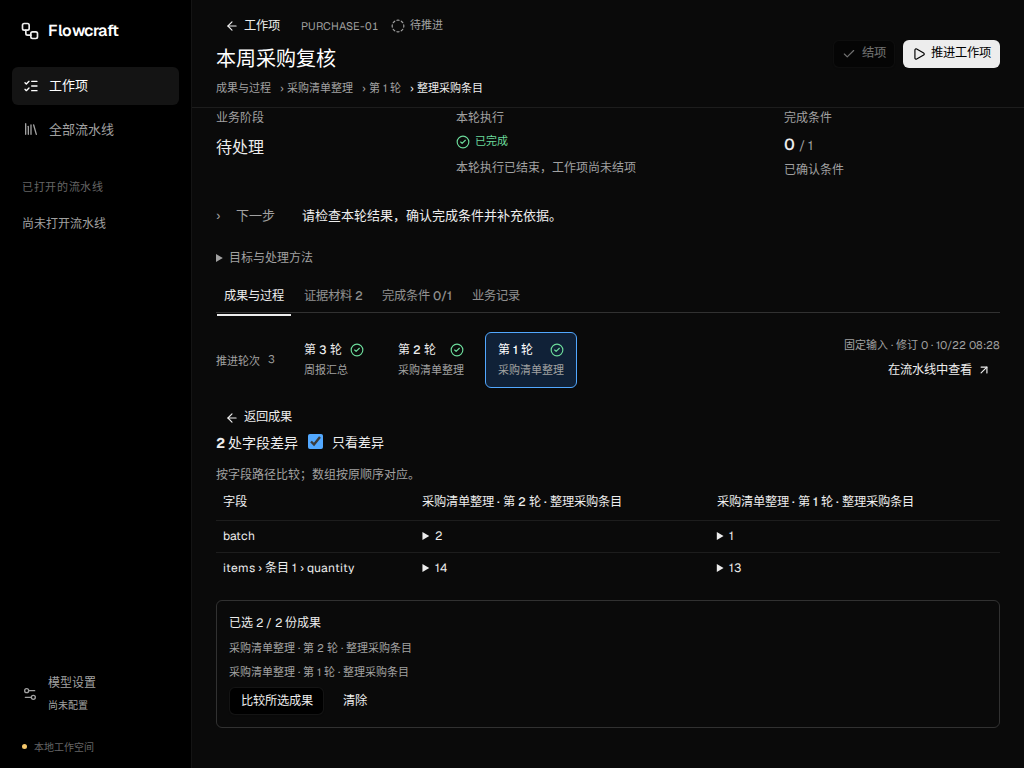 Flowcraft
工作项
全部流水线
已打开的流水线
尚未打开流水线
模型设置
尚未配置
本地工作空间
工作项 PURCHASE-01 待推进
本周采购复核
成果与过程 › 采购清单整理 › 第 1 轮 › 整理采购条目
结项 推进工作项
业务阶段 本轮执行 完成条件
待处理 已完成 0 / 1
本轮执行已结束，工作项尚未结项 已确认条件
› 下一步 请检查本轮结果，确认完成条件并补充依据。
目标与处理方法
成果与过程 证据材料 2 完成条件 0/1 业务记录
推进轮次 3
第 3 轮
周报汇总
第 2 轮
采购清单整理
第 1 轮
采购清单整理
固定输入 · 修订 0 · 10/22 08:28
在流水线中查看
返回成果
2 处字段差异 只看差异
按字段路径比较；数组按原顺序对应。
字段 采购清单整理 · 第 2 轮 · 整理采购条目 采购清单整理 · 第 1 轮 · 整理采购条目
batch 2 1
items › 条目 1 › quantity 14 13
已选 2 / 2 份成果
采购清单整理 · 第 2 轮 · 整理采购条目
采购清单整理 · 第 1 轮 · 整理采购条目
比较所选成果 清除